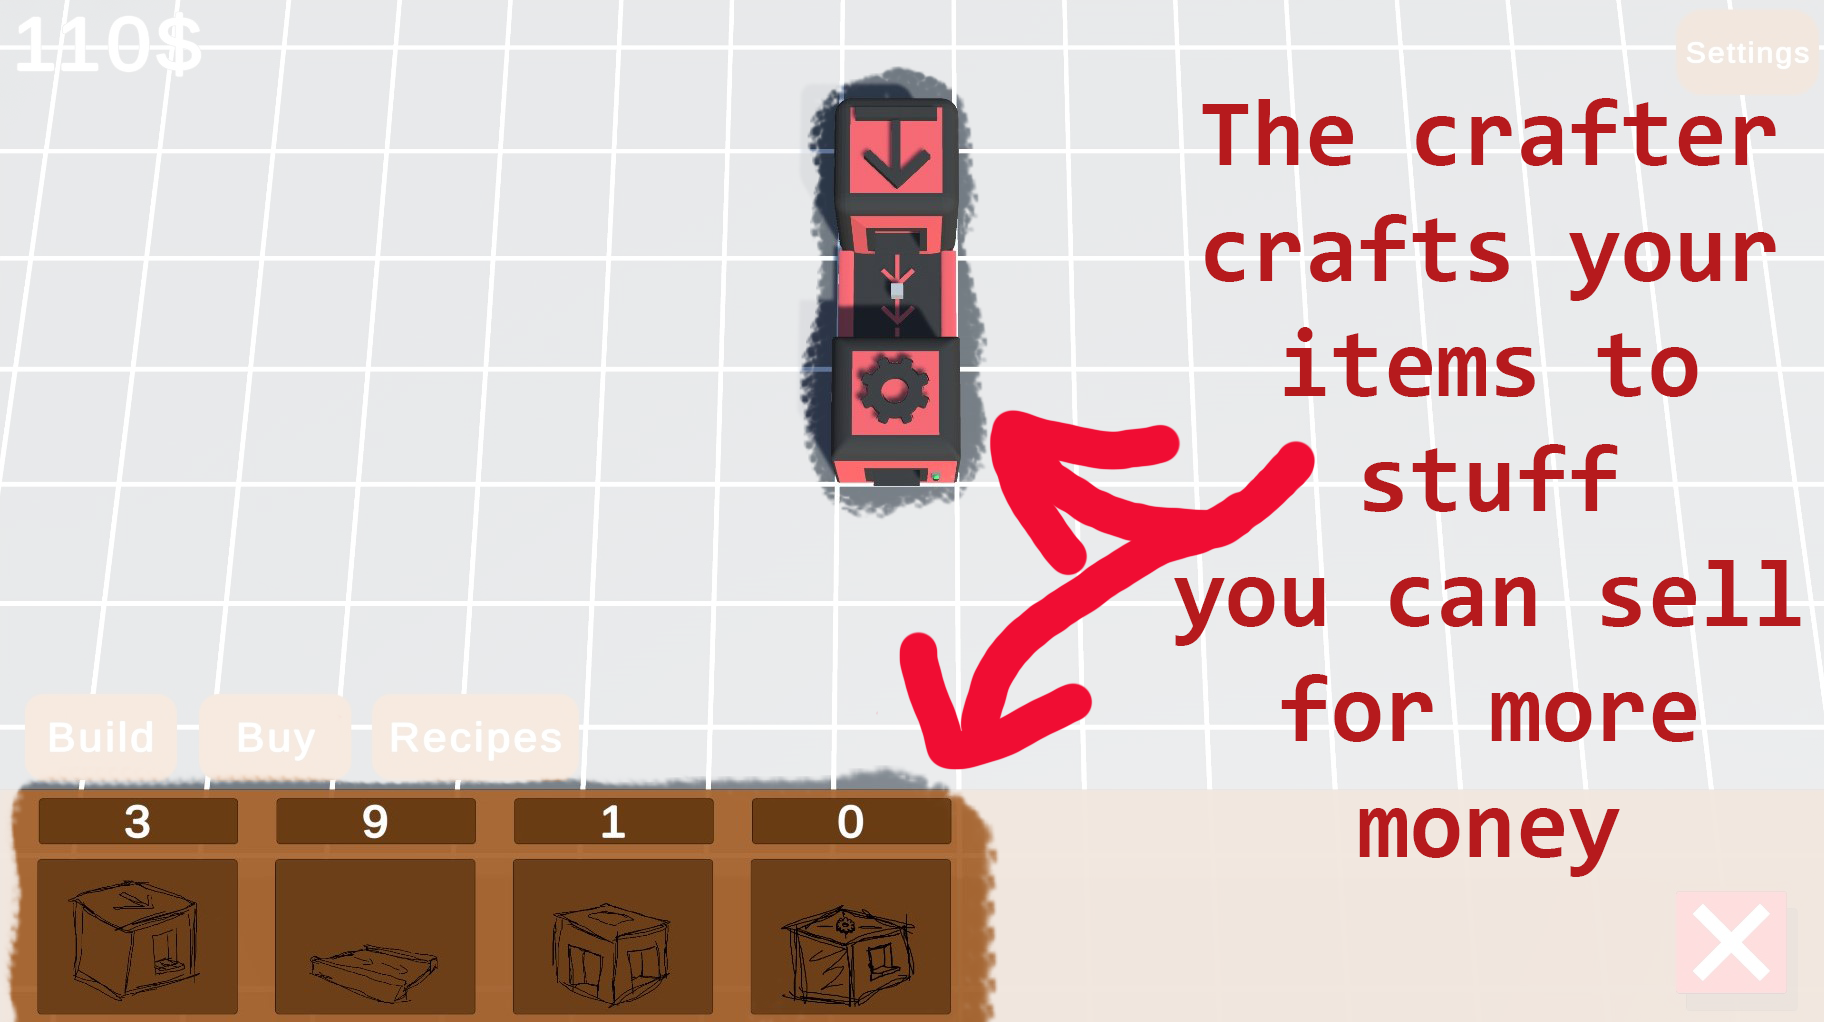 110$
Settings
The crafter
crafts your
items to
stuff
you can sell
for more
money
Build
Buy
Recipes
3
9
1
0